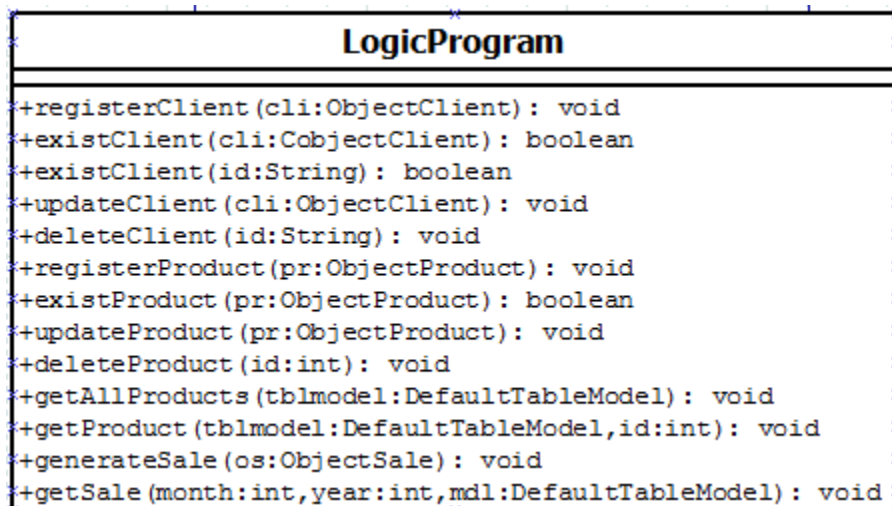 LogicProgram
+registerClient(cli:ObjectClient): void
+existClient(cli:CobjectClient): boolean
+existClient(id:String): boolean
+updateClient(cli:ObjectClient): void
+deleteClient(id:String): void
+registerProduct(pr:ObjectProduct): void
+existProduct(pr:ObjectProduct): boolean
+updateProduct(pr:ObjectProduct): void
+deleteProduct(id:int): void
+getAllProducts(tblmodel:DefaultTableModel): void
+getProduct(tblmodel:DefaultTableModel,id:int): void
+generateSale(os:ObjectSale): void
+getSale(month:int,year:int,mdl:DefaultTableModel): void